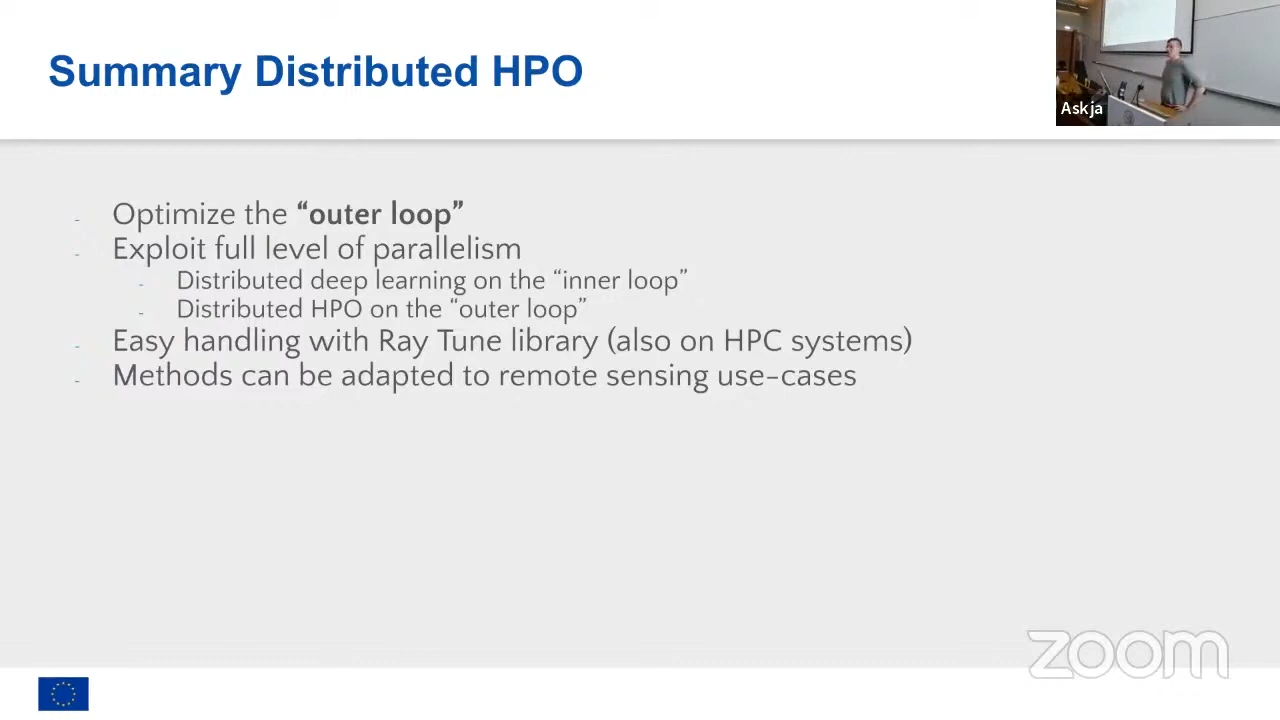 Summary Distributed HPO
Askja
- Optimize the “outer loop”
- Exploit full level of parallelism
- Distributed deep learning on the “inner loop”
- Distributed HPO on the “outer loop”
- Easy handling with Ray Tune library (also on HPC systems)
- Methods can be adapted to remote sensing use-cases
zoom